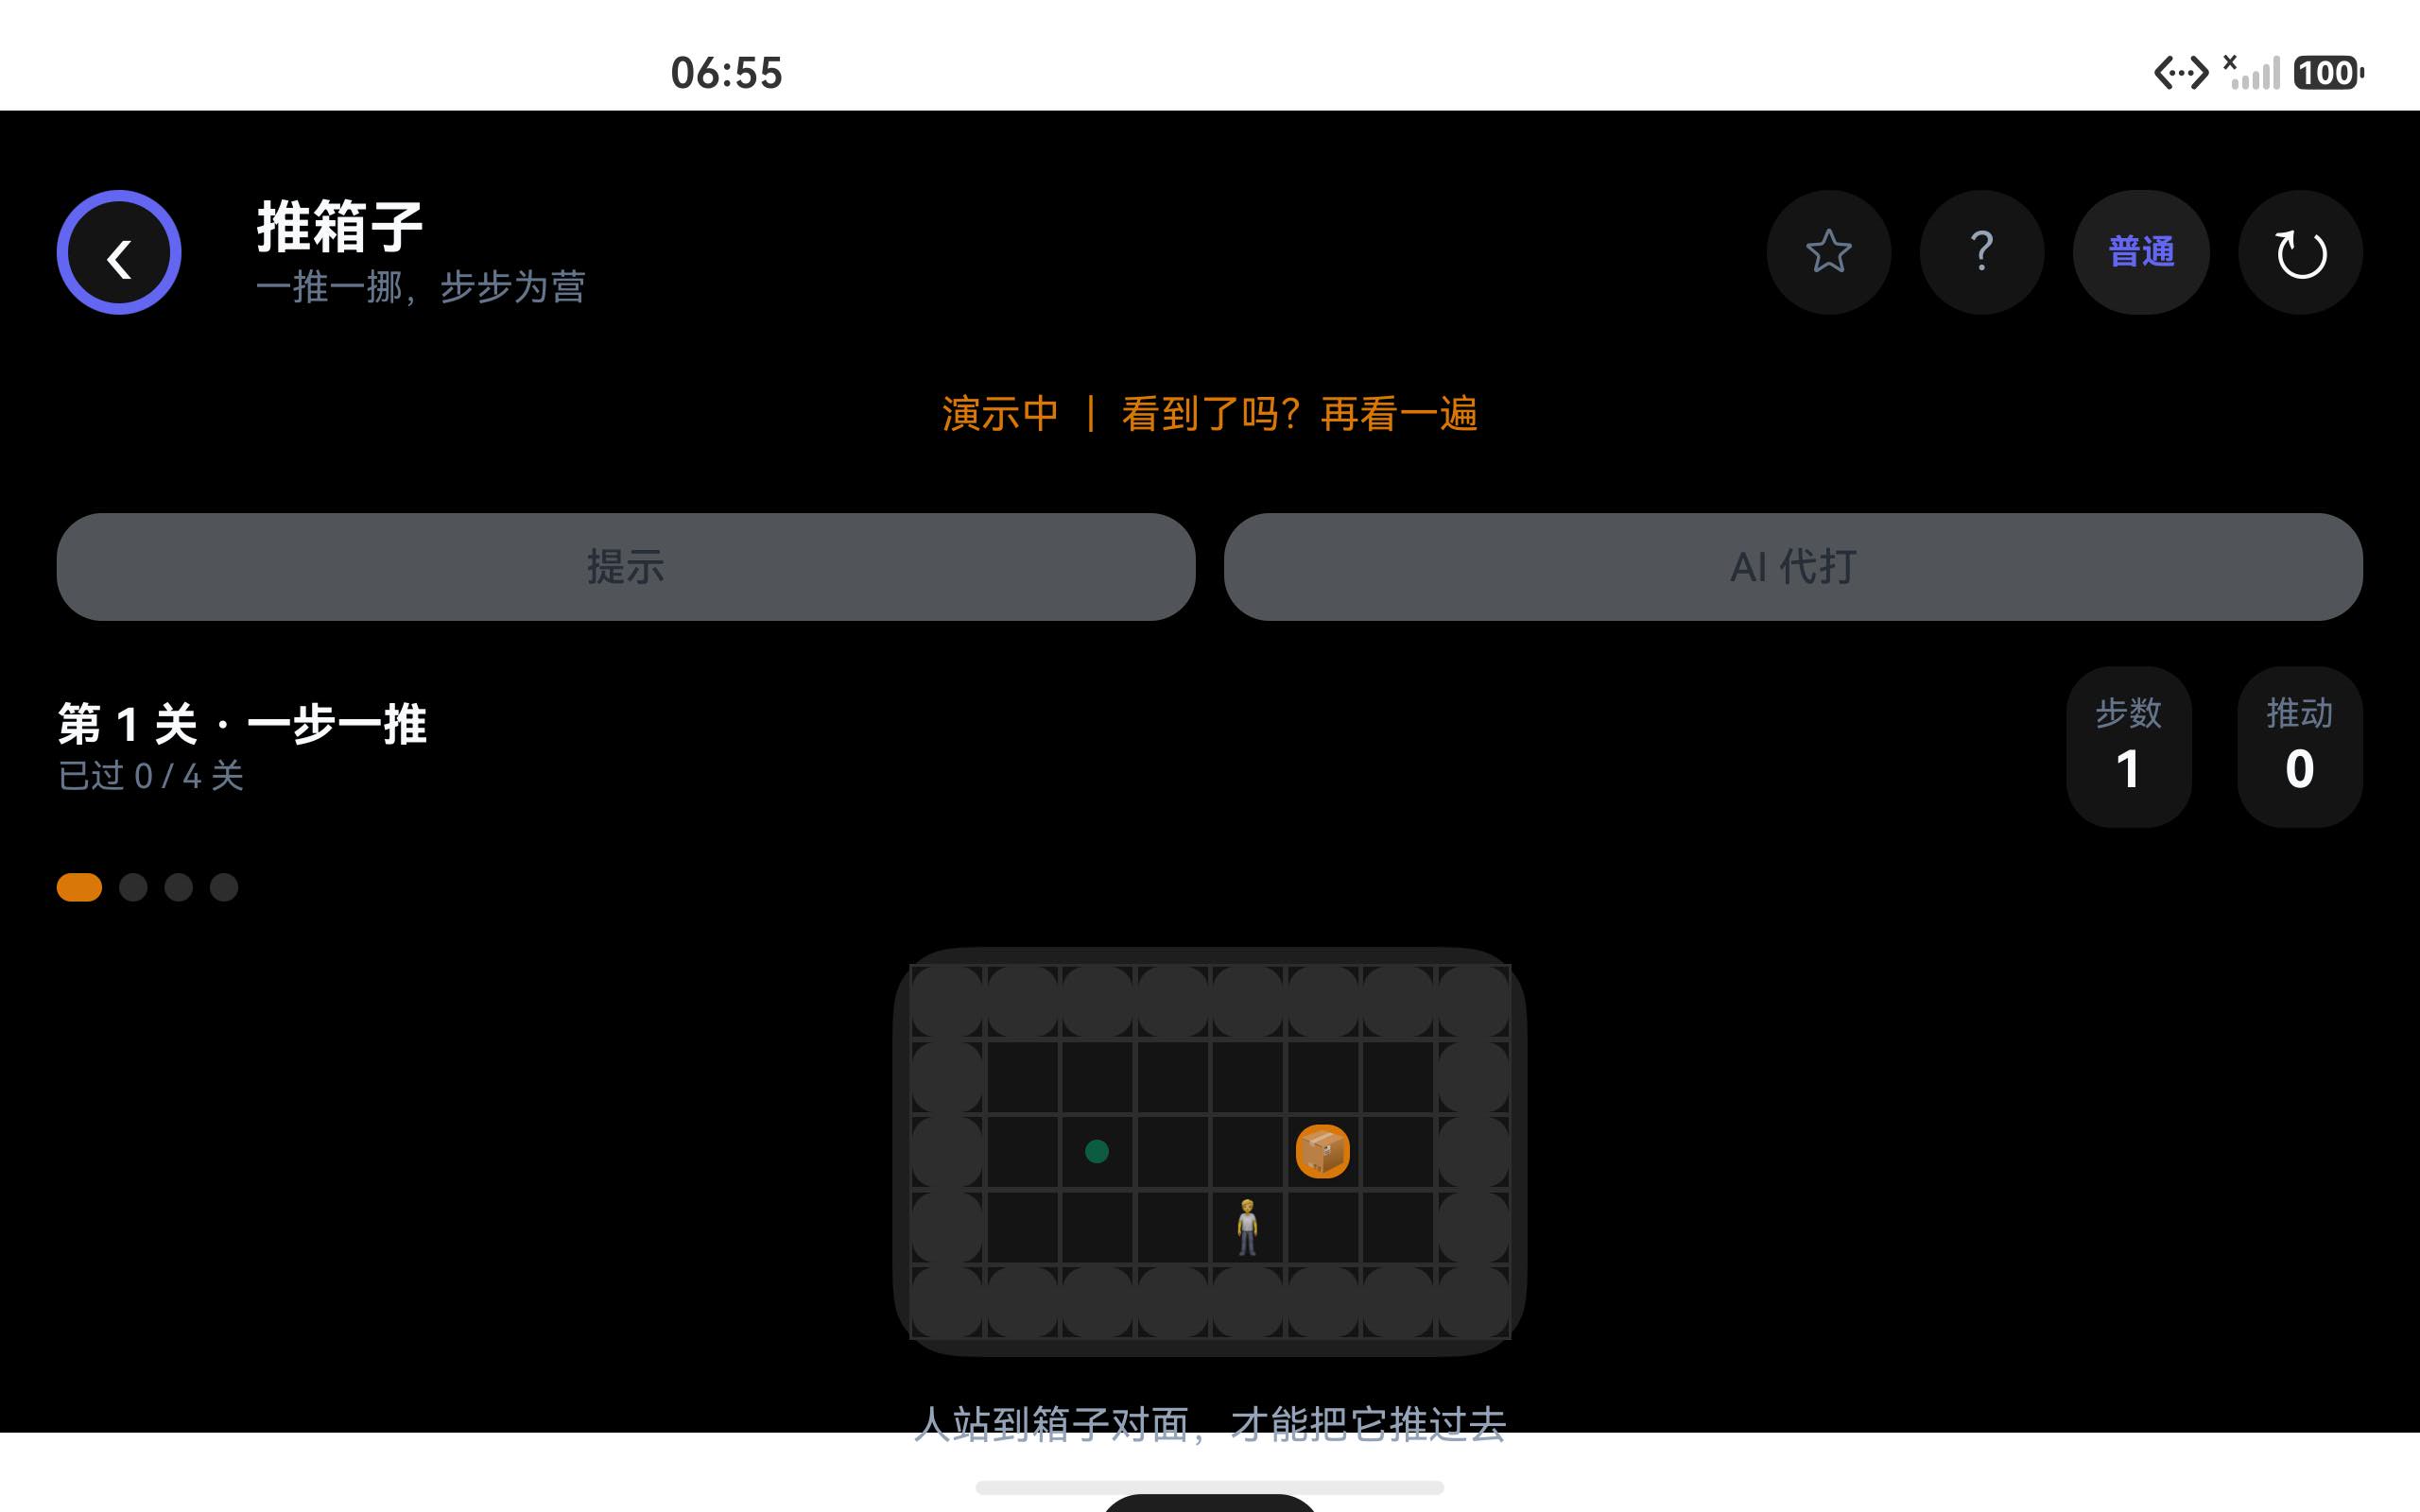 06:55
100
推箱子
一推一挪，步步为营
?
普通
演示中 | 看到了吗？再看一遍
提示
AI 代打
第 1 关 · 一步一推
已过 0 / 4 关
步数
1
推动
0
人站到箱子对面，才能把它推过去